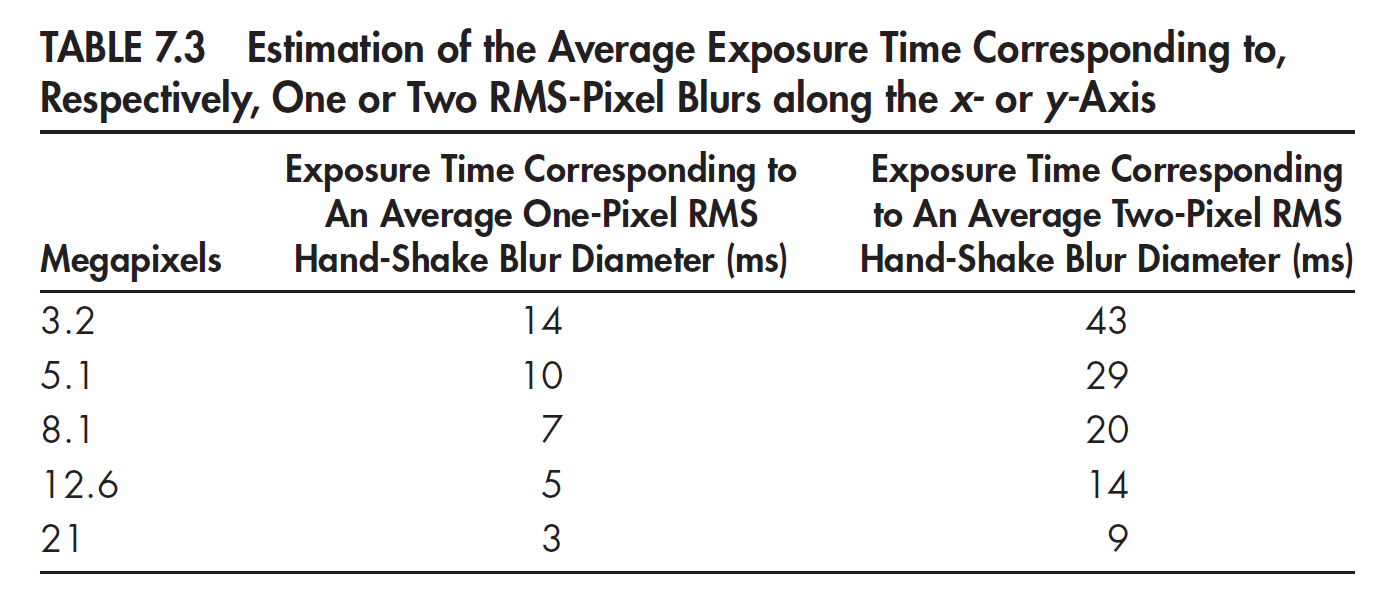 TABLE 7.3 Estimation of the Average Exposure Time Corresponding to,
Respectively, One or Two RMS-Pixel Blurs along the x- or y-Axis
Megapixels
Exposure Time Corresponding to
An Average One-Pixel RMS
Hand-Shake Blur Diameter (ms)
Exposure Time Corresponding
to An Average Two-Pixel RMS
Hand-Shake Blur Diameter (ms)
3.2 14 43
5.1 10 29
8.1 7 20
12.6 5 14
21 3 9